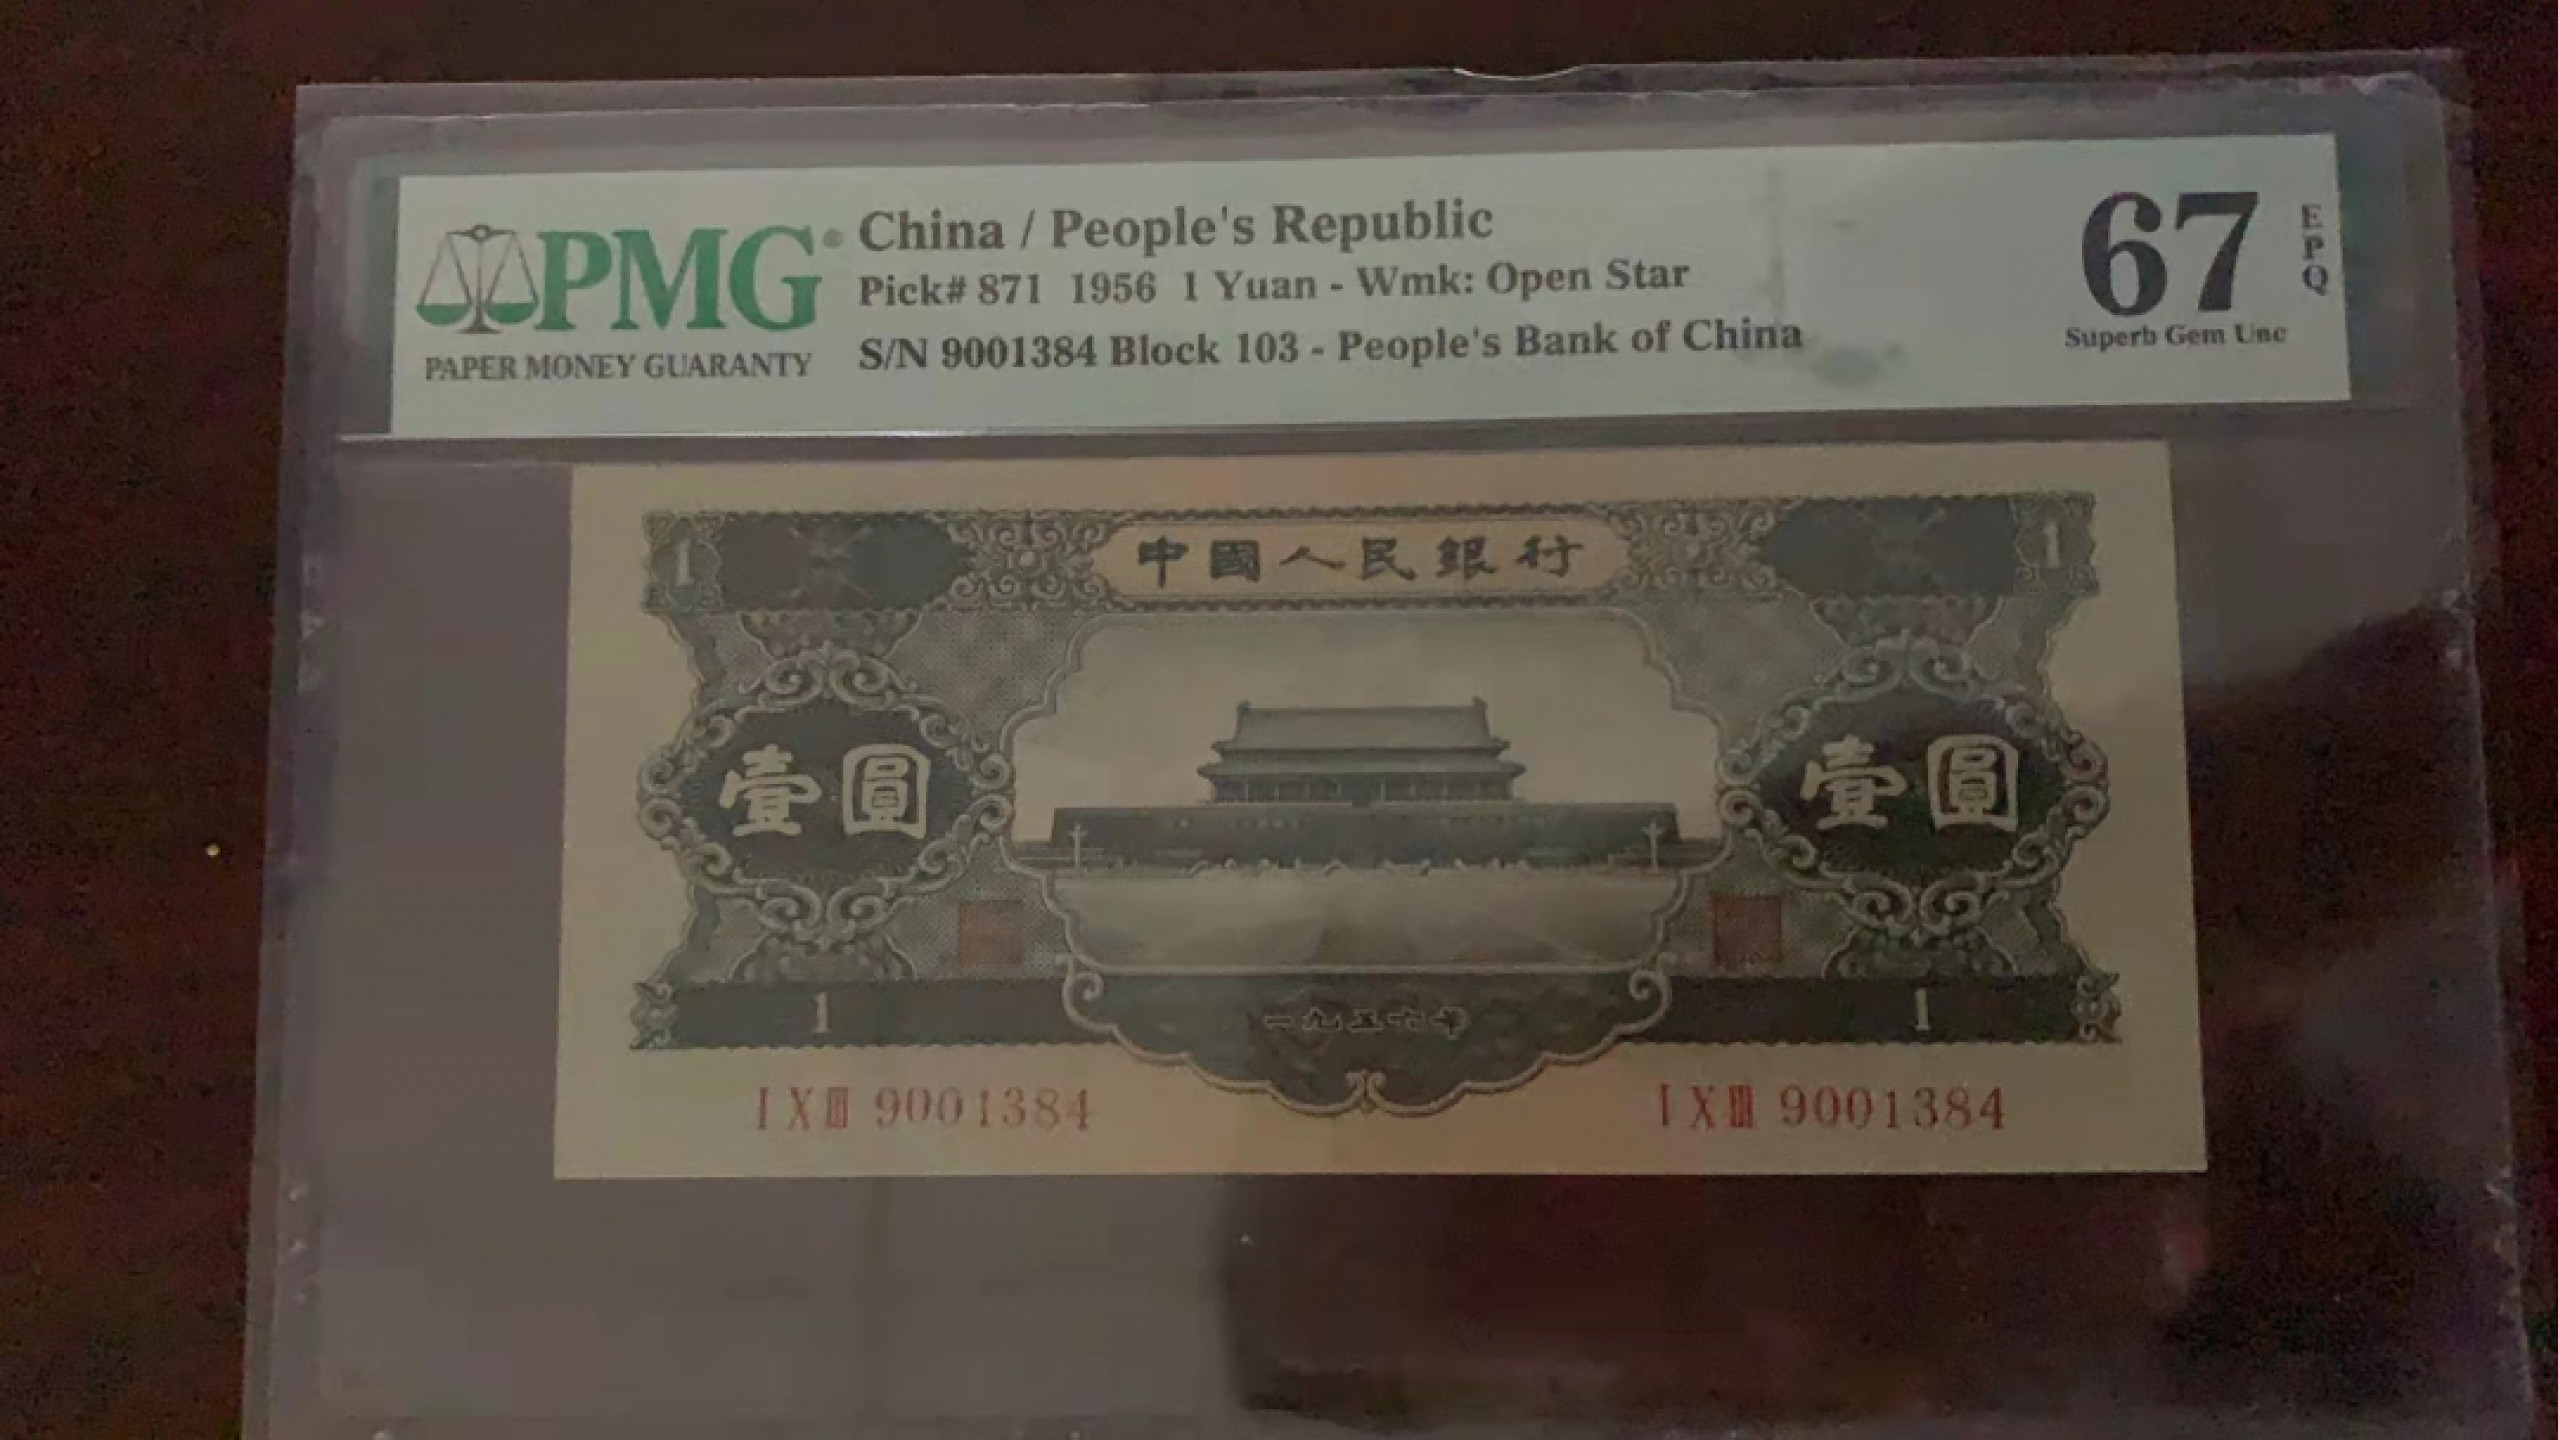 PMG
PAPER MONEY GUARANTY
China / People's Republic
Pick# 871 1956 1 Yuan - Wmk: Open Star
S/N 9001384 Block 103 - People's Bank of China
67
EPQ
Superb Gem Unc
1 中國人民銀行 1
壹圓 壹圓
1 一九五六年 1
I X III 9001384 I X III 9001384